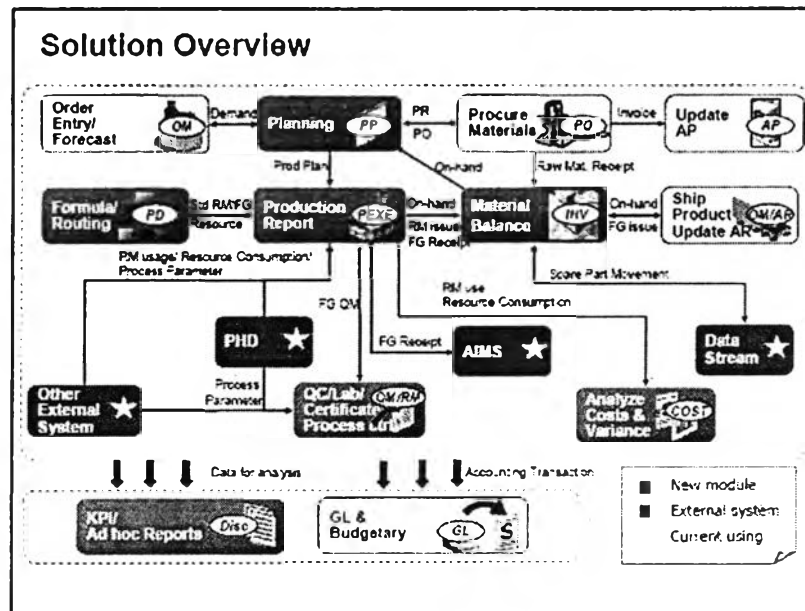 Solution Overview
Order
Entry/
Forecast
OM
Demand
Planning
PP
PR
PO
Procure
Materials
PO
Invoice
Update
AP
AP
Prod Plan
On-hand
Raw Mat. Receipt
Formula/
Routing
PD
Std RM/FG
Resource
Production
Report
PEXE
On-hand
RM issue/
FG Receipt
Material
Balance
INV
On-hand
FG issue
Ship
Product
Update AR
OM/AR
RM usage/ Resource Consumption/
Process Parameter
Spare Part Movement
FG QM
RM use
Resource Consumption
PHD
FG Receipt
AIMS
Data
Stream
Other
External
System
Process
Parameter
QC/Lab/
Certificate
Process Ctrl
Analyze
Costs &
Variance
COST
Data for analysis
Accounting Transaction
KPI/
Ad hoc Reports
Disc
GL &
Budgetary
GL
S
New module
External system
Current using